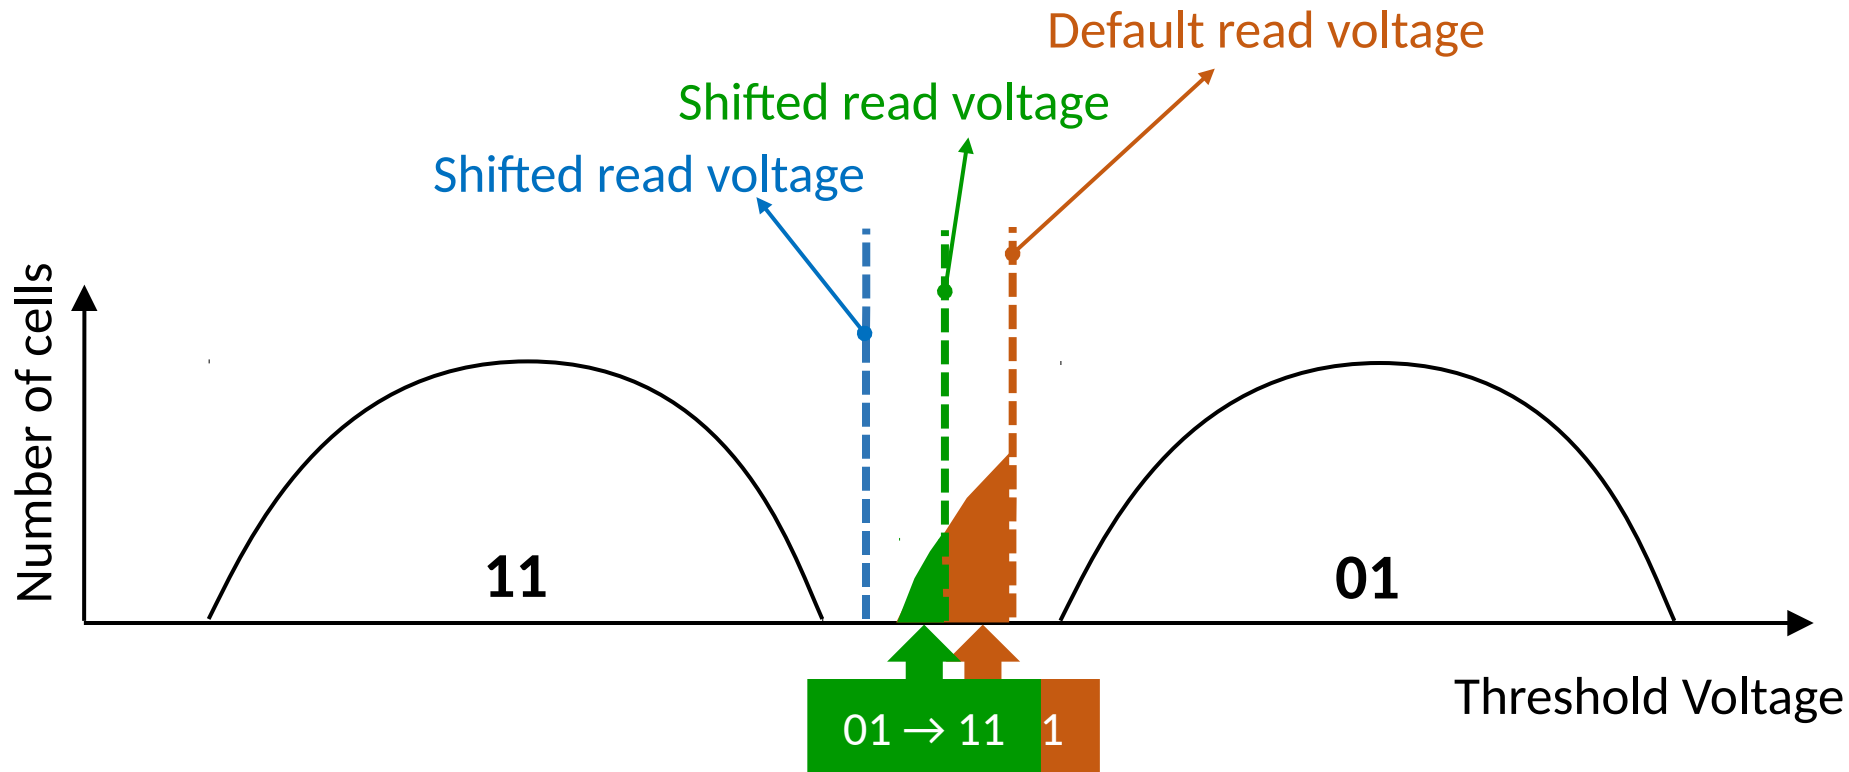 Default read voltage
Shifted read voltage
Shifted read voltage
Number of cells
11
01
Threshold Voltage
01 → 11 1